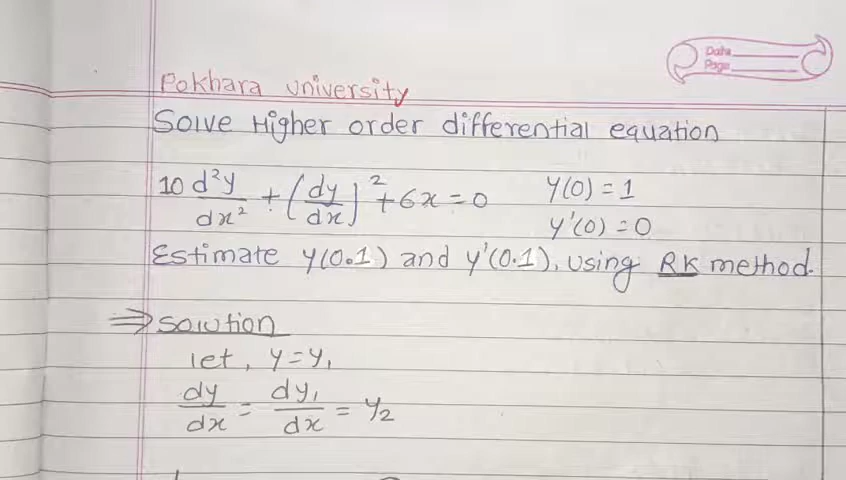 Date
Page
Pokhara University
Solve Higher order differential equation
10 d²y/dx² + (dy/dx)² + 6x = 0 y(0) = 1
y'(0) = 0
Estimate y(0.1) and y'(0.1), using RK method.
⇒ Solution
let, y = y₁
dy/dx = dy₁/dx = y₂